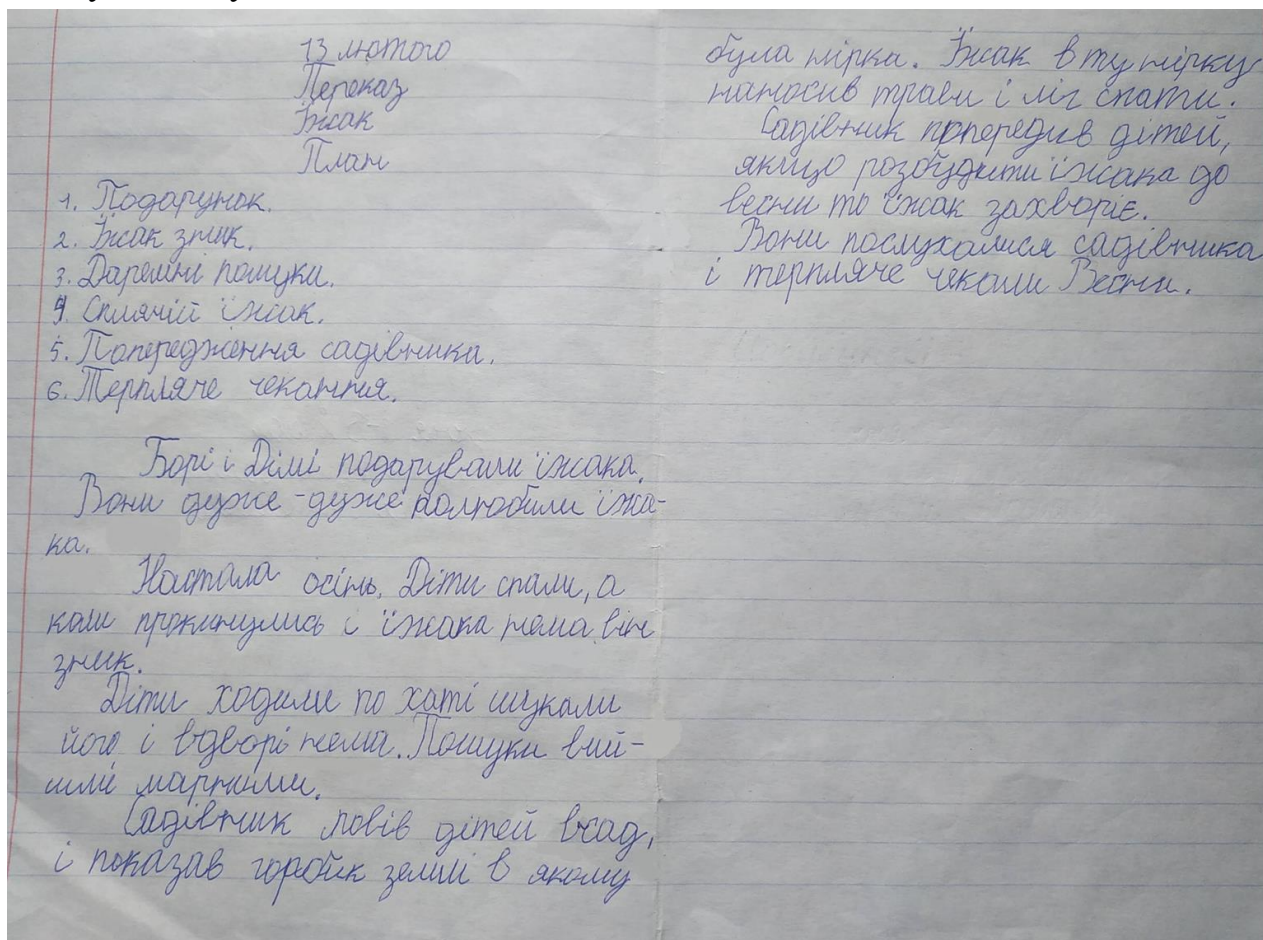 13 лютого
Переказ
Їжак
План
1. Подарунок.
2. Їжак зник.
3. Даремні пошуки.
4. Сплячій їжак.
5. Попередження садівника.
6. Терпляче чекання.
Борі і Дімі подарували їжака.
Вони дуже-дуже полюбили їжа-
ка.
Настала осінь. Діти спали, а
коли прокинулись і їжака нема він
зник.
Діти ходили по хаті шукали
його і вдворі нема. Пошуки вий-
шли марними.
Садівник повів дітей всад,
і показав горбик землі в якому
була нірка. Їжак в ту нірку
наносив трави і ліг спати.
Садівник попередив дітей,
якщо розбудити їжака до
весни то їжак захворіє.
Вони послухалися садівника
і терпляче чекали Весни.